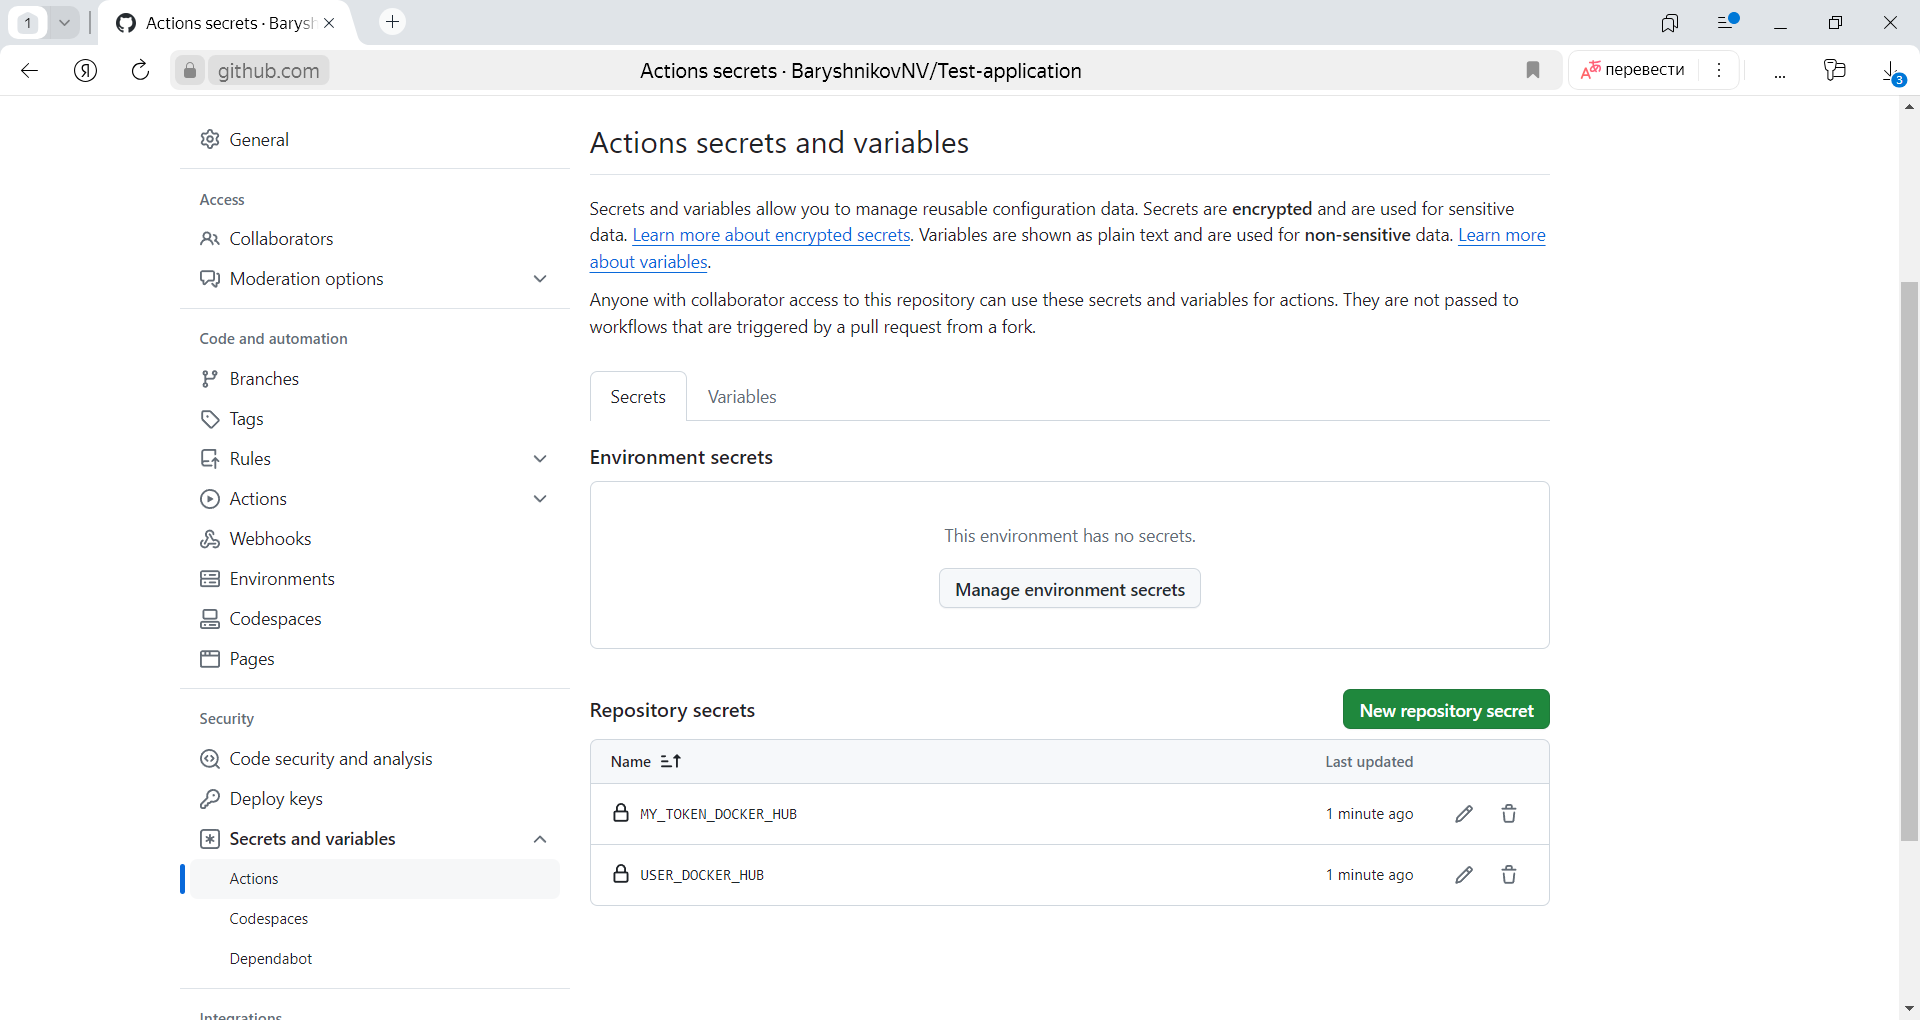 1
Actions secrets · Barysh
github.com
Actions secrets · BaryshnikovNV/Test-application
перевести
3
General
Access
Collaborators
Moderation options
Code and automation
Branches
Tags
Rules
Actions
Webhooks
Environments
Codespaces
Pages
Security
Code security and analysis
Deploy keys
Secrets and variables
Actions
Codespaces
Dependabot
Integrations
Actions secrets and variables
Secrets and variables allow you to manage reusable configuration data. Secrets are encrypted and are used for sensitive
data. Learn more about encrypted secrets. Variables are shown as plain text and are used for non-sensitive data. Learn more
about variables.
Anyone with collaborator access to this repository can use these secrets and variables for actions. They are not passed to
workflows that are triggered by a pull request from a fork.
Secrets Variables
Environment secrets
This environment has no secrets.
Manage environment secrets
Repository secrets
New repository secret
Name Last updated
MY_TOKEN_DOCKER_HUB 1 minute ago
USER_DOCKER_HUB 1 minute ago